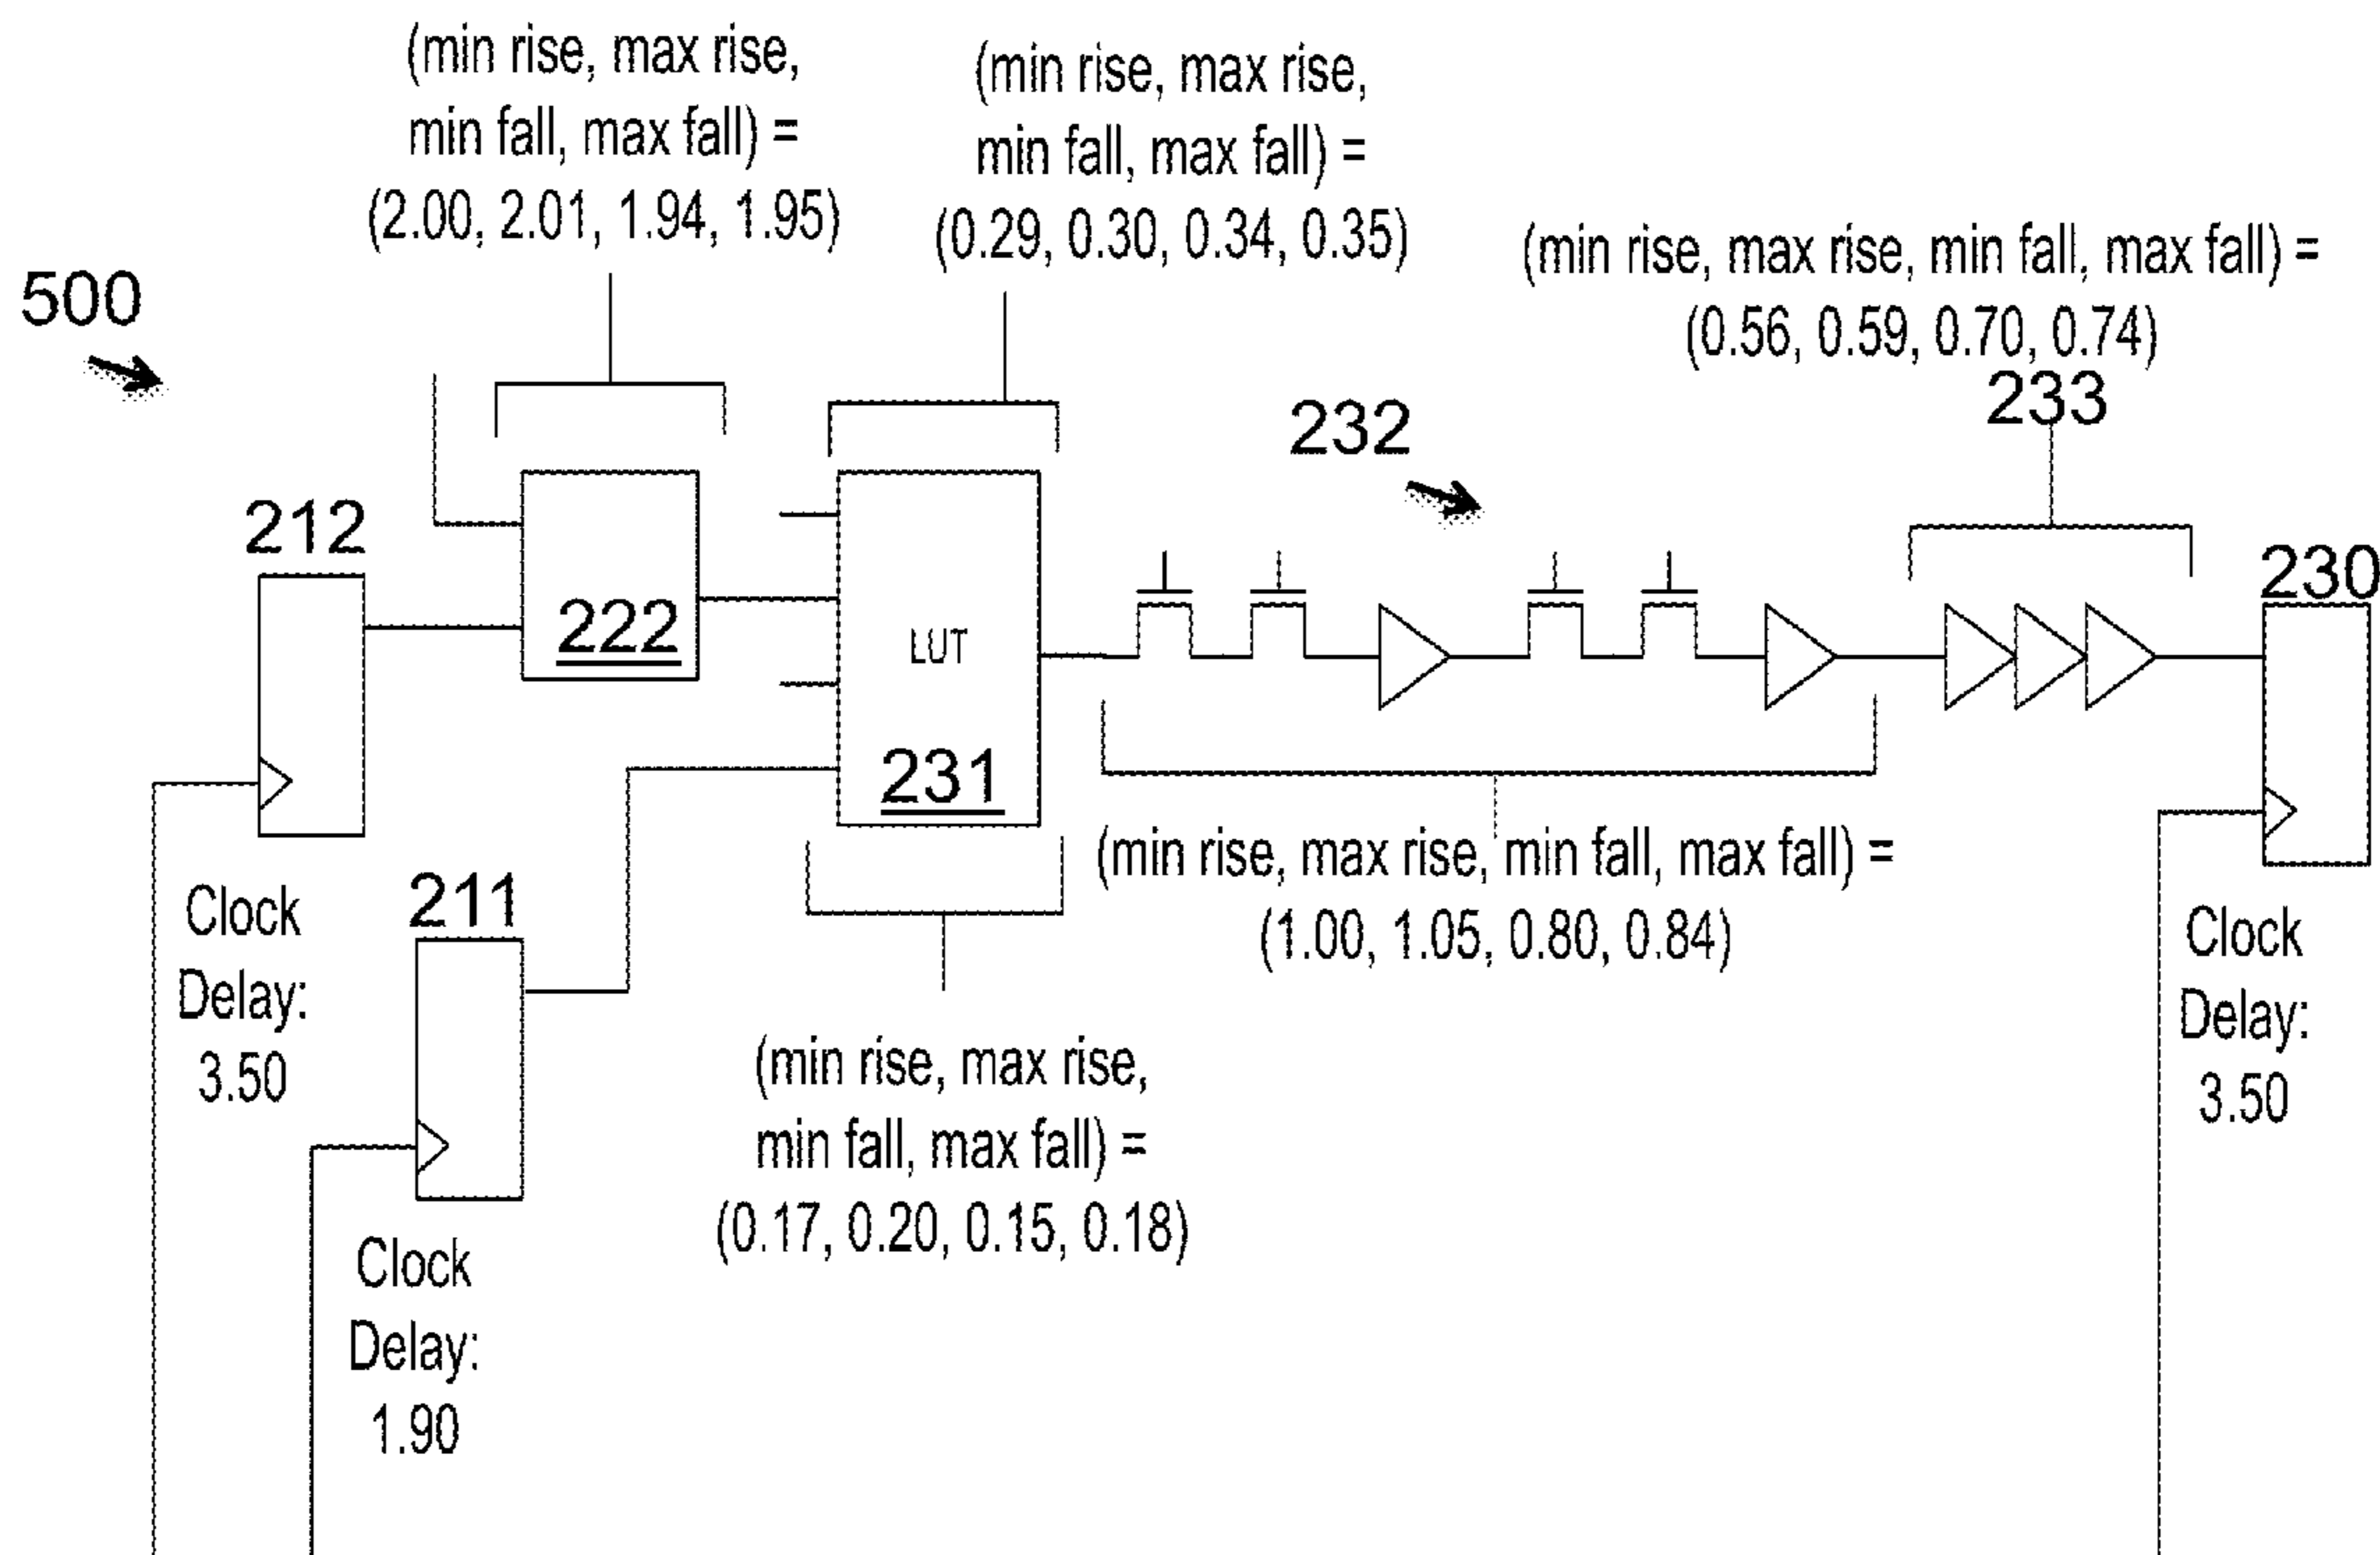 (min rise, max rise,
min fall, max fall) =
(2.00, 2.01, 1.94, 1.95)
(min rise, max rise,
min fall, max fall) =
(0.29, 0.30, 0.34, 0.35)
(min rise, max rise, min fall, max fall) =
(0.56, 0.59, 0.70, 0.74)
500
233
232
212
230
222
LUT
231
(min rise, max rise, min fall, max fall) =
(1.00, 1.05, 0.80, 0.84)
Clock
Delay:
3.50
211
Clock
Delay:
3.50
(min rise, max rise,
min fall, max fall) =
(0.17, 0.20, 0.15, 0.18)
Clock
Delay:
1.90